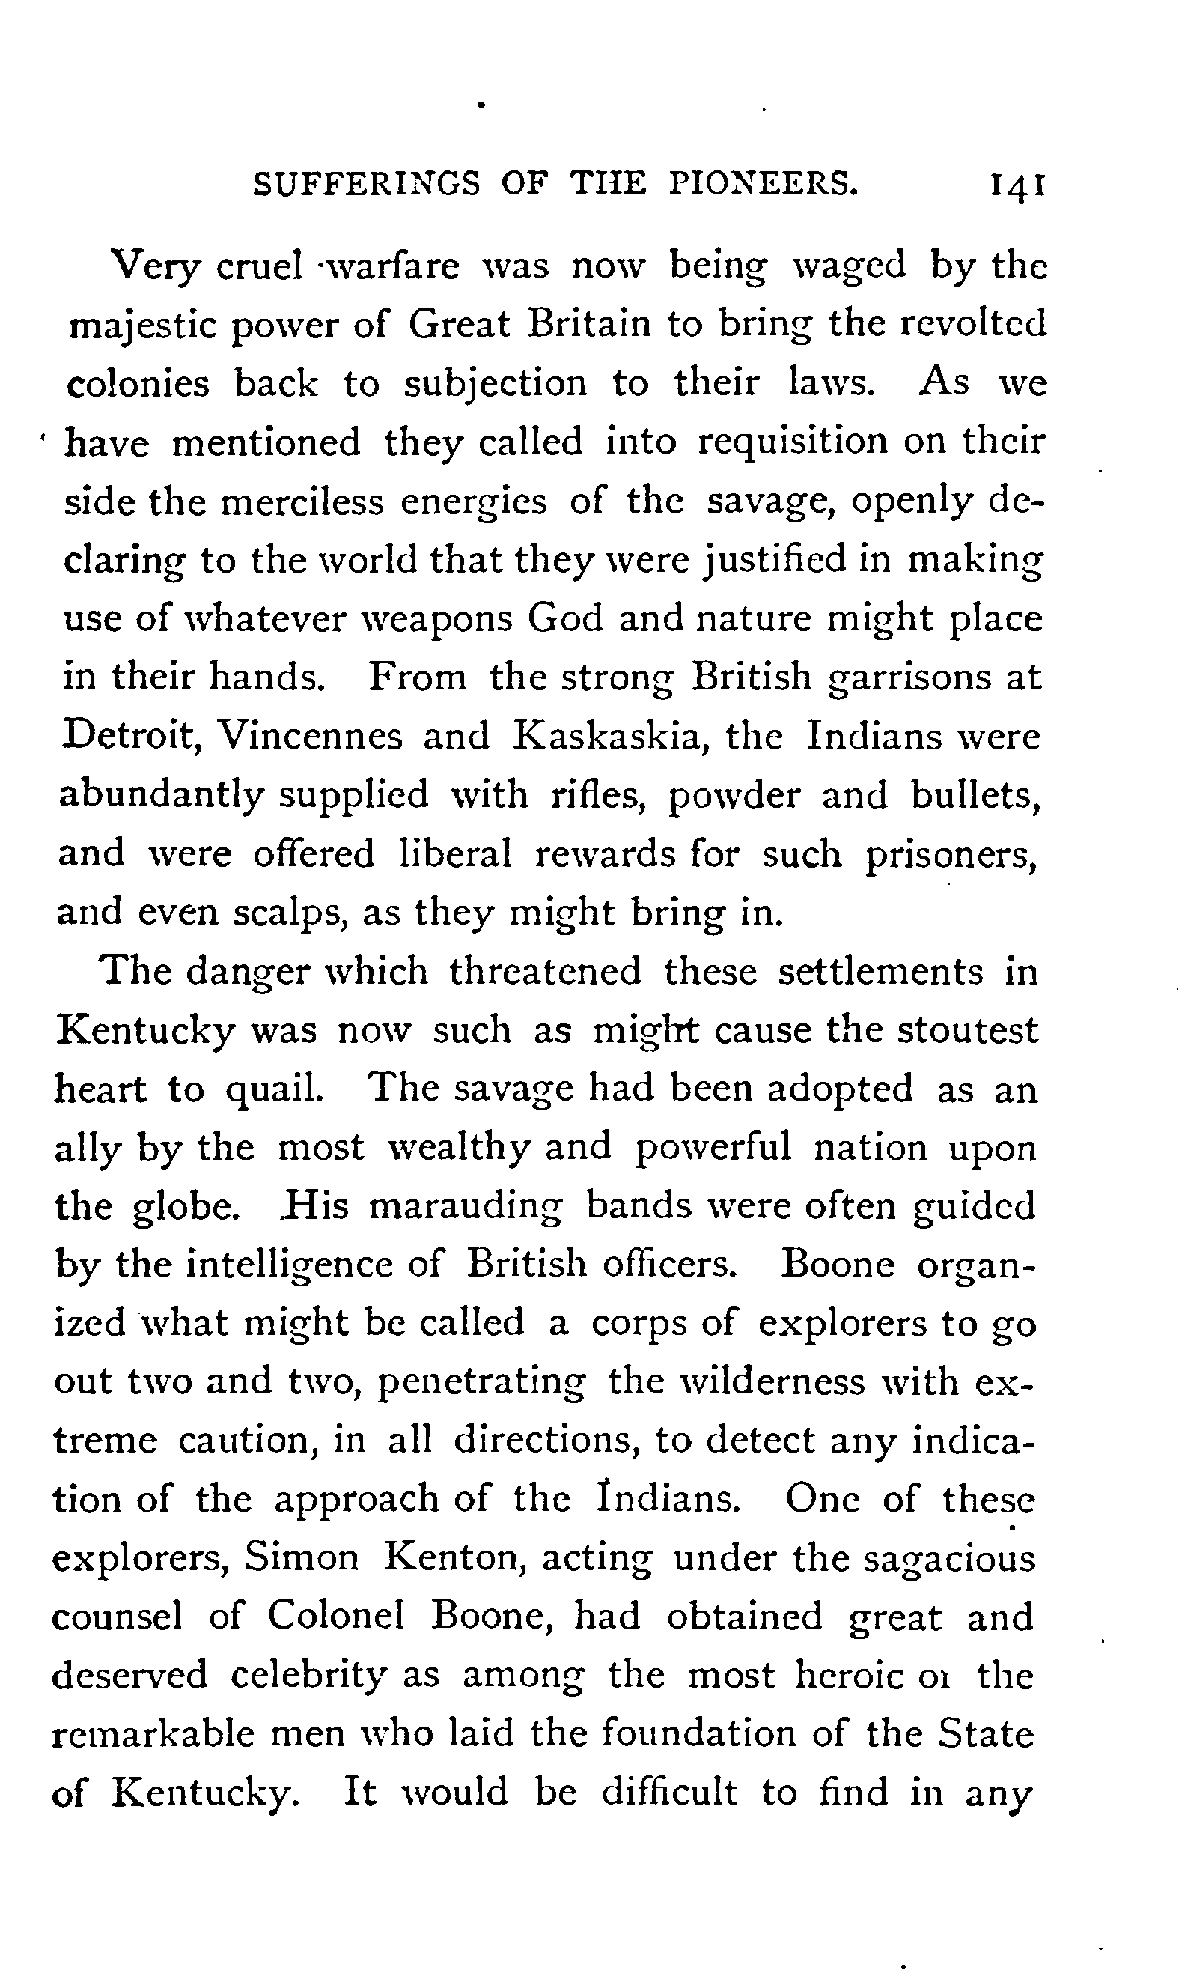 SUFFERINGS OF THE PIONEERS. 141
Very cruel warfare was now being waged by the
majestic power of Great Britain to bring the revolted
colonies back to subjection to their laws. As we
have mentioned they called into requisition on their
side the merciless energies of the savage, openly de-
claring to the world that they were justified in making
use of whatever weapons God and nature might place
in their hands. From the strong British garrisons at
Detroit, Vincennes and Kaskaskia, the Indians were
abundantly supplied with rifles, powder and bullets,
and were offered liberal rewards for such prisoners,
and even scalps, as they might bring in.
The danger which threatened these settlements in
Kentucky was now such as might cause the stoutest
heart to quail. The savage had been adopted as an
ally by the most wealthy and powerful nation upon
the globe. His marauding bands were often guided
by the intelligence of British officers. Boone organ-
ized what might be called a corps of explorers to go
out two and two, penetrating the wilderness with ex-
treme caution, in all directions, to detect any indica-
tion of the approach of the Indians. One of these
explorers, Simon Kenton, acting under the sagacious
counsel of Colonel Boone, had obtained great and
deserved celebrity as among the most heroic of the
remarkable men who laid the foundation of the State
of Kentucky. It would be difficult to find in any